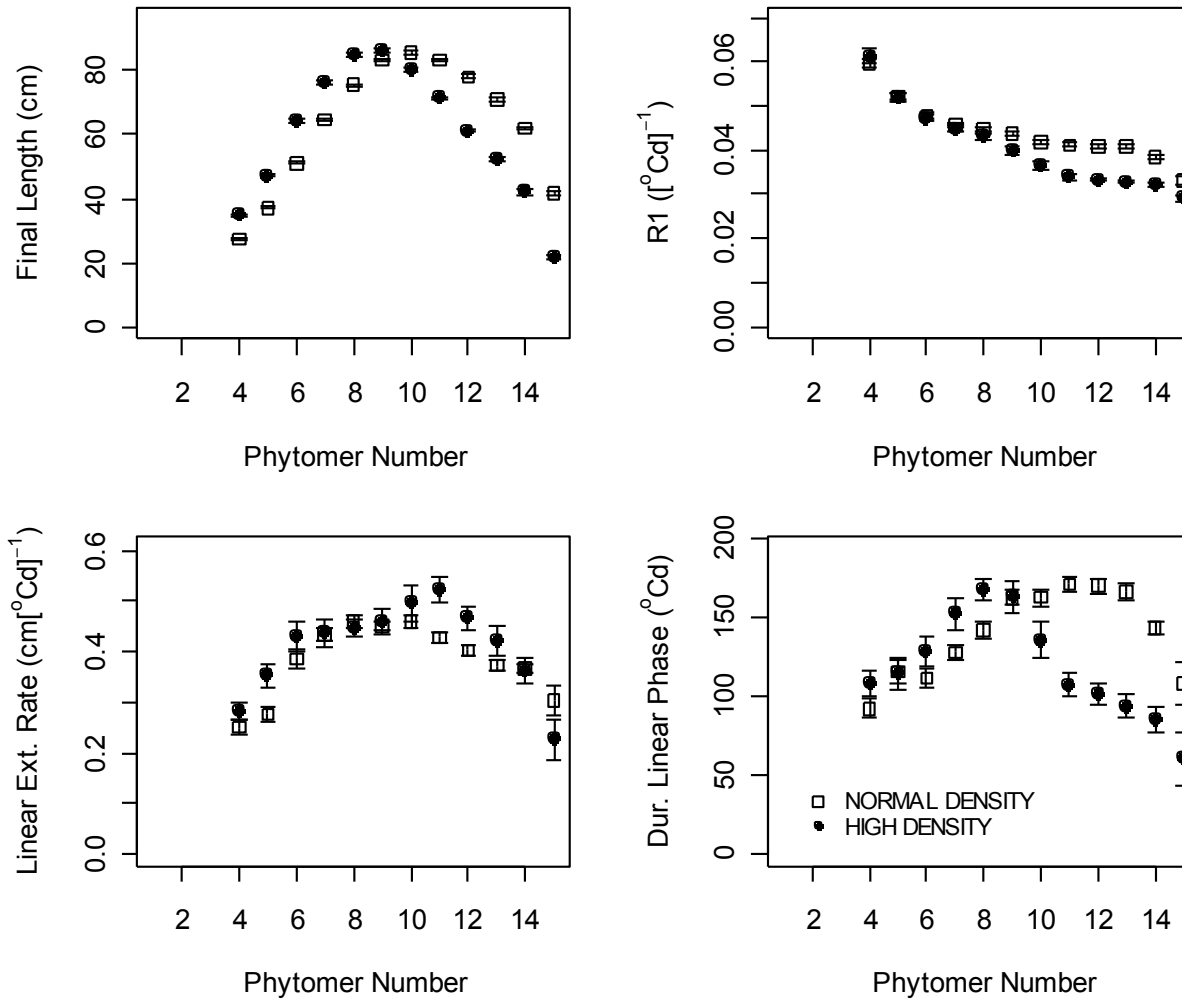 Final Length (cm)
0 20 40 60 80
2 4 6 8 10 12 14
Phytomer Number
R1 ([°Cd]⁻¹
0.00 0.02 0.04 0.06
2 4 6 8 10 12 14
Phytomer Number
Linear Ext. Rate (cm[°Cd]⁻¹)
0.0 0.2 0.4 0.6
2 4 6 8 10 12 14
Phytomer Number
Dur. Linear Phase (°Cd)
0 50 100 150 200
NORMAL DENSITY
HIGH DENSITY
2 4 6 8 10 12 14
Phytomer Number